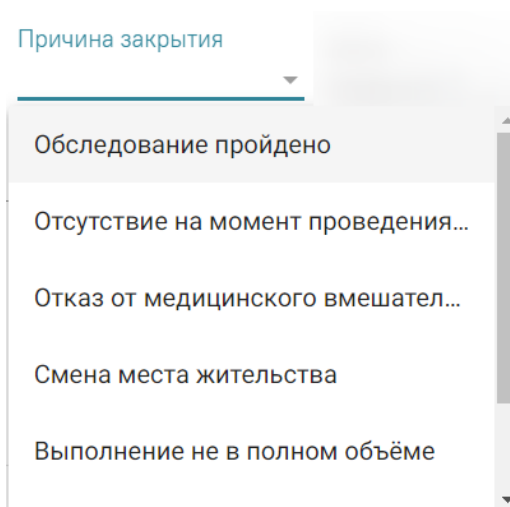 Причина закрытия
Обследование пройдено
Отсутствие на момент проведения...
Отказ от медицинского вмешател...
Смена места жительства
Выполнение не в полном объёме